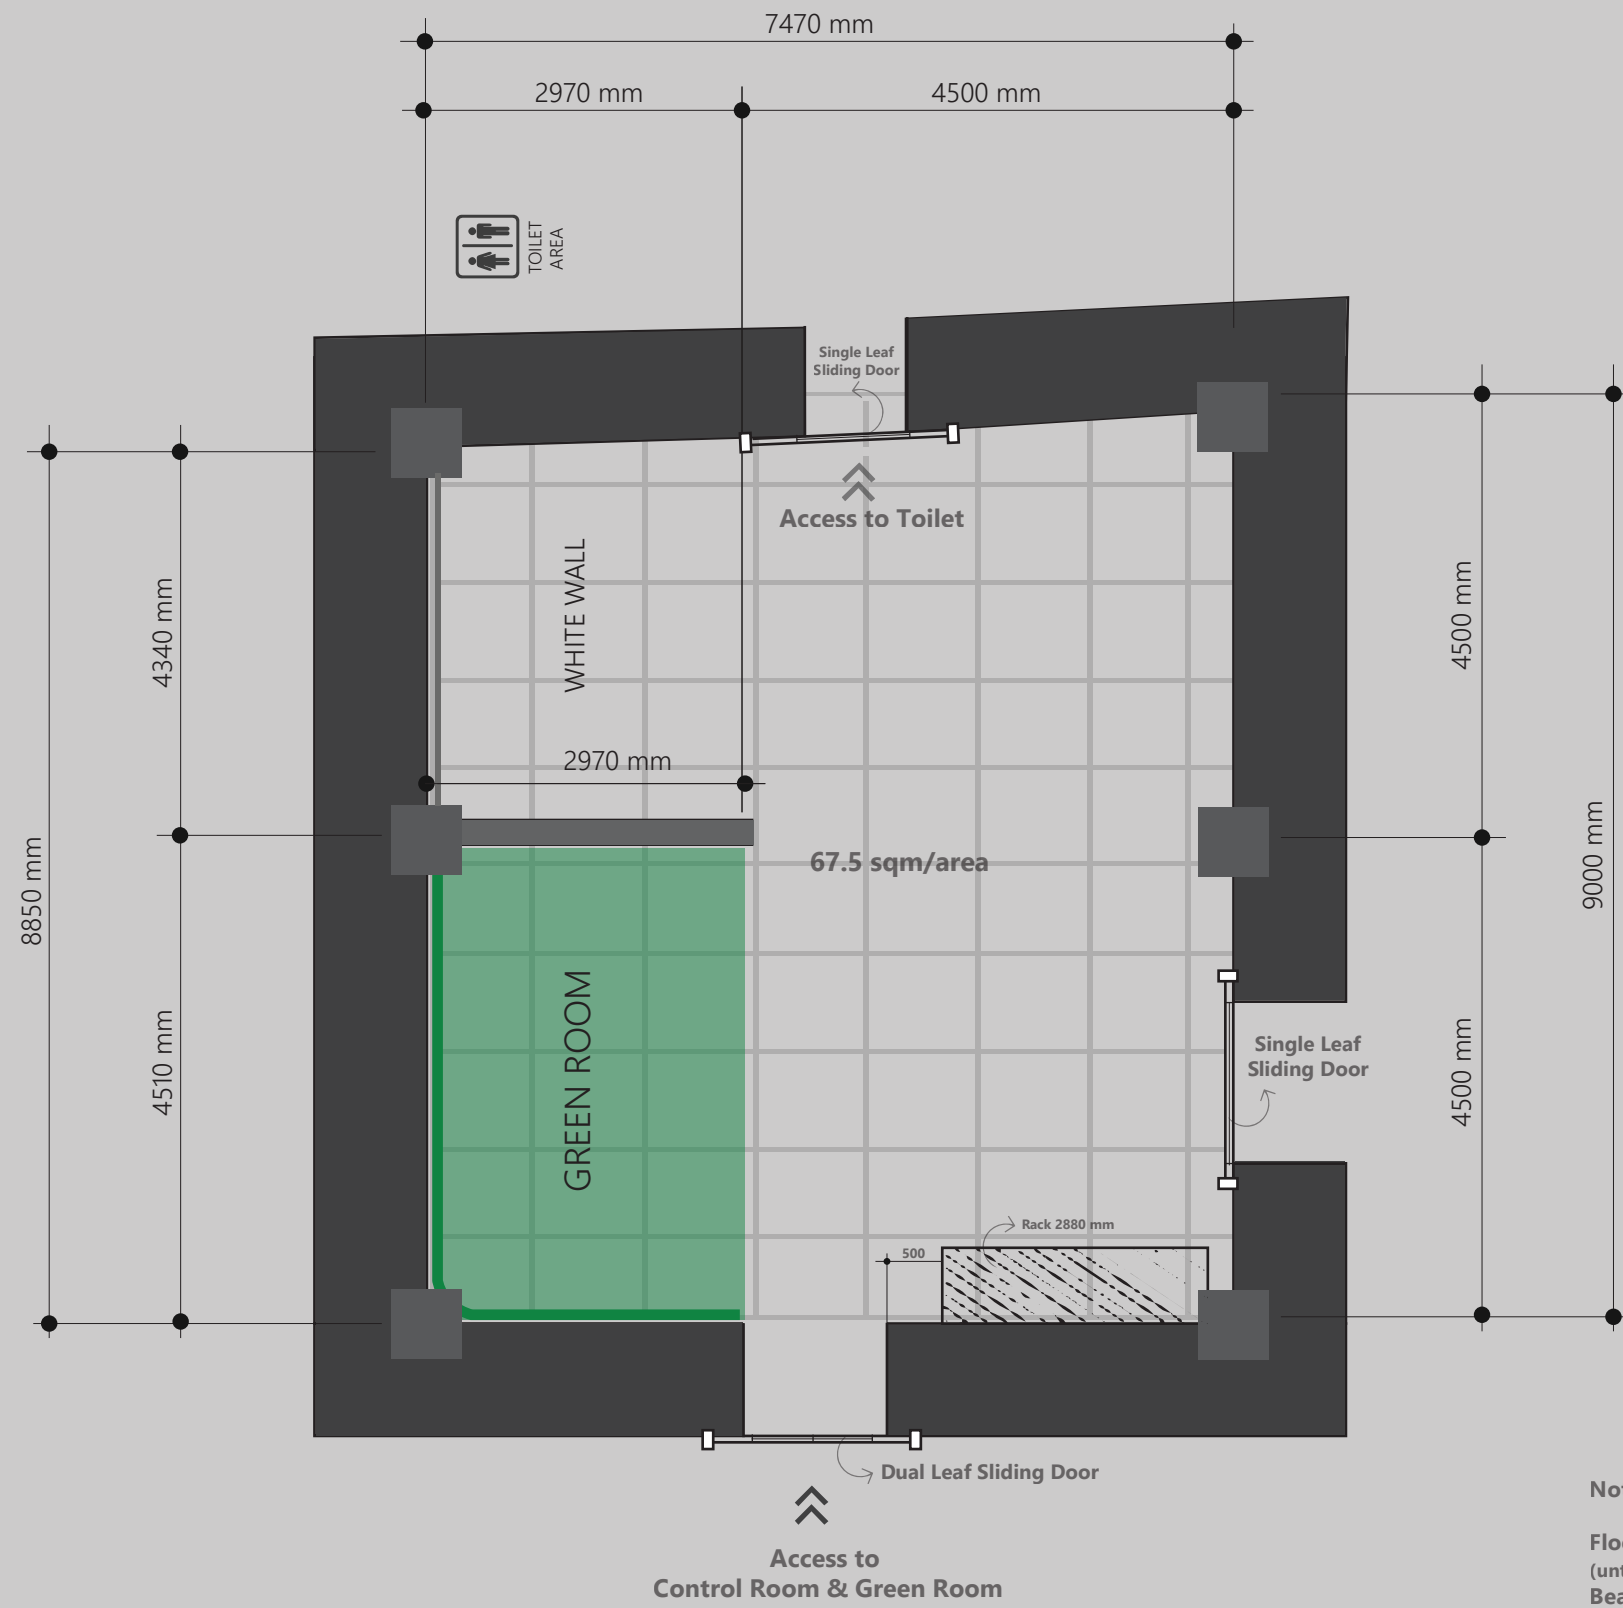 7470 mm
2970 mm
4500 mm
TOILET
AREA
Single Leaf
Sliding Door
Access to Toilet
WHITE WALL
4340 mm
4500 mm
2970 mm
67.5 sqm/area
8850 mm
9000 mm
GREEN ROOM
4510 mm
Single Leaf
Sliding Door
4500 mm
Rack 2880 mm
500
Dual Leaf Sliding Door
Access to
Control Room & Green Room